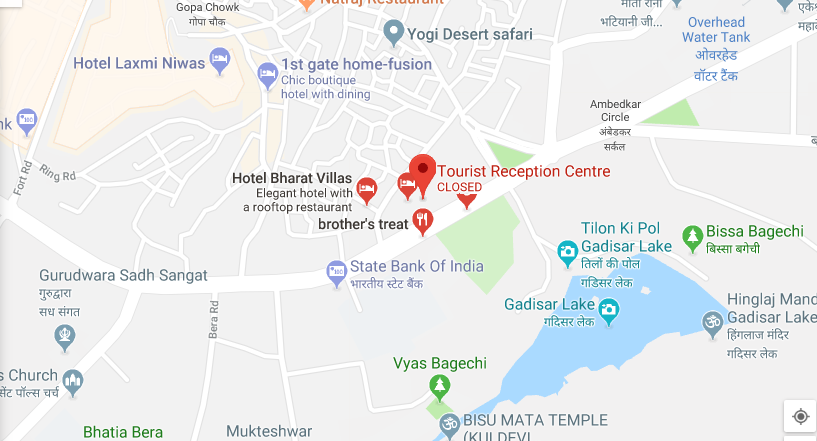 Natraj Restaurant
Gopa Chowk
गोपा चौक
Yogi Desert safari
Overhead
Water Tank
ओवरहेड
वॉटर टैंक
Hotel Laxmi Niwas
1st gate home-fusion
Chic boutique
hotel with dining
Ambedkar
Circle
अंबेडकर
सर्कल
Fort Rd
Ring Rd
Tourist Reception Centre
CLOSED
Hotel Bharat Villas
Elegant hotel with
a rooftop restaurant
brother's treat
Tilon Ki Pol
Gadisar Lake
तिलों की पोल
गडिसर लेक
Bissa Bagechi
बिस्सा बगेची
State Bank Of India
भारतीय स्टेट बैंक
Gurudwara Sadh Sangat
गुरुद्वारा
सध संगत
Bera Rd
Gadisar Lake
गदिसर लेक
Hinglaj Mand
Gadisar Lake
हिंगलाज मंदिर
गदिसर लेक
Vyas Bagechi
s Church
सेंट पॉल्स चर्च
Bhatia Bera
Mukteshwar
BISU MATA TEMPLE
(KULDEVI